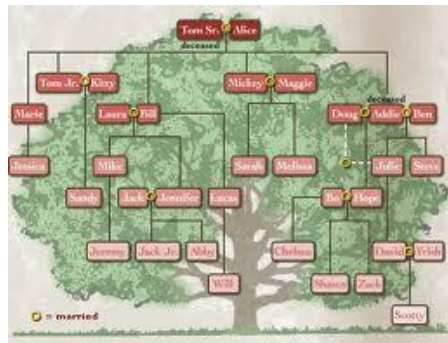 Tom Sr. Alice
deceased
Tom Jr. Kitty Mickey Maggie
deceased
Marie Laura Bill Doug Addie Ben
Jessica Mike Sarah Melissa Julie
Sandy Jack Jennifer Lucas Bo Hope
Jeremy Jack Jr. Abby Chelsea David Trish
Will Shawn Zack
Scotty
= married